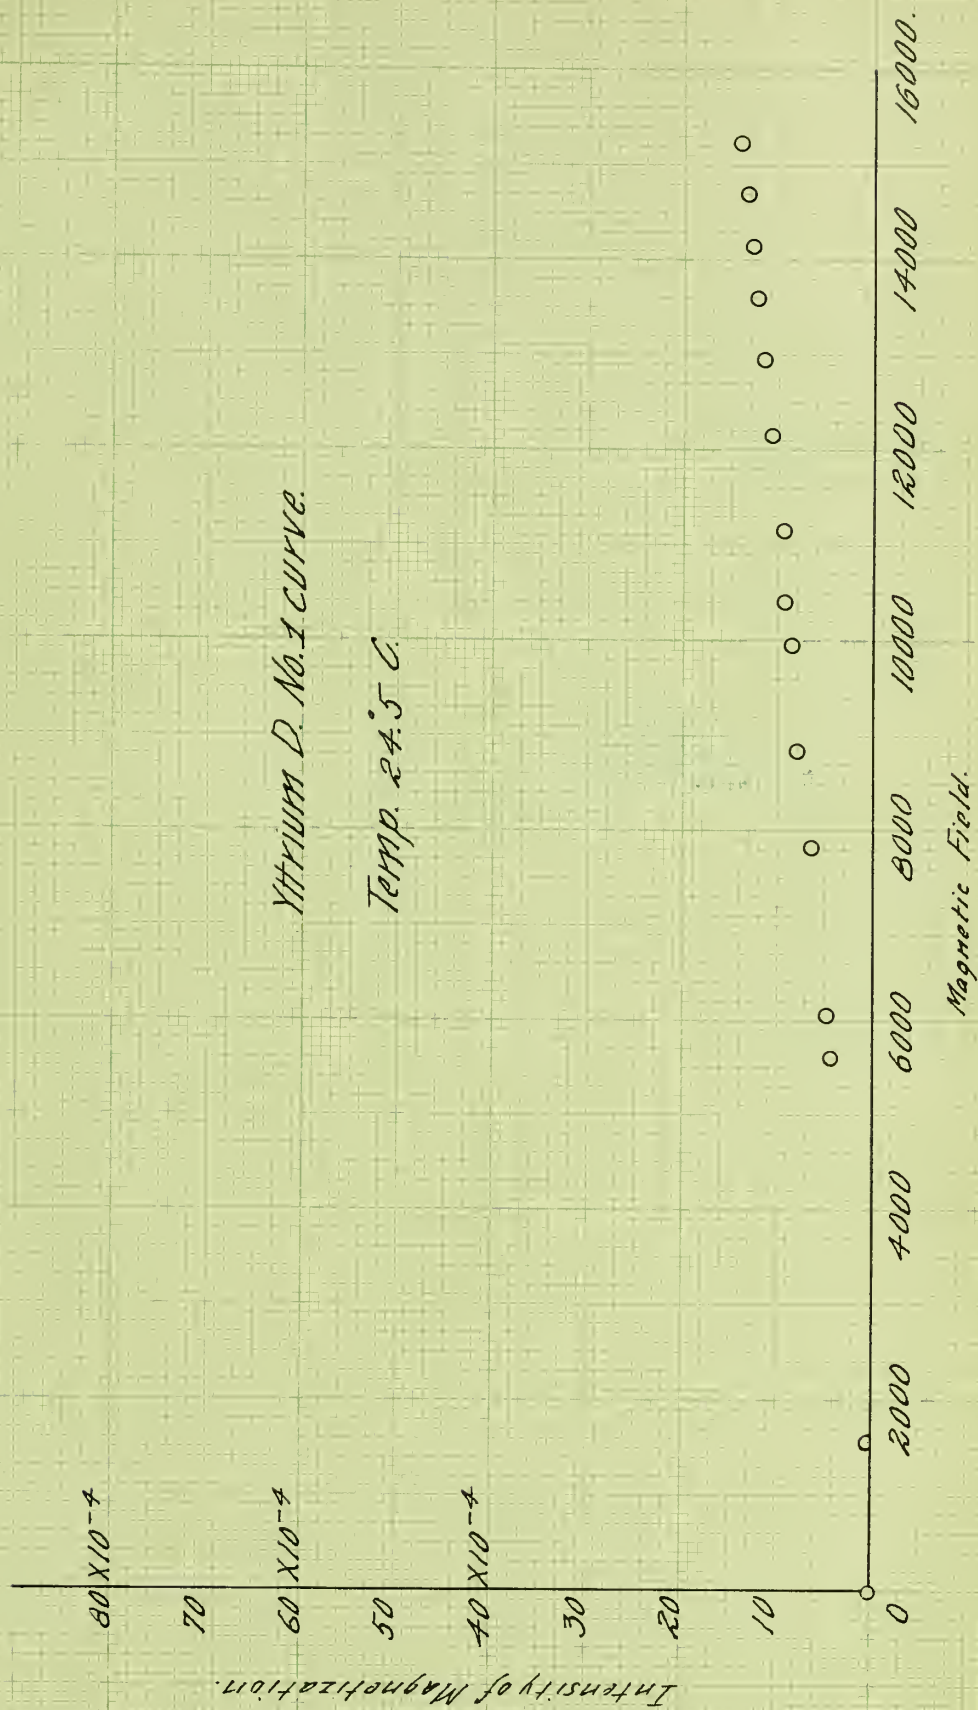 Yttrium D. No. 1 curve.
Temp. 24.°5 C.
Intensity of Magnetization.
80 X10-4
70
60 X10-4
50
40 X10-4
30
20
10
0 2000 4000 6000 8000 10000 12000 14000 16000.
Magnetic Field.